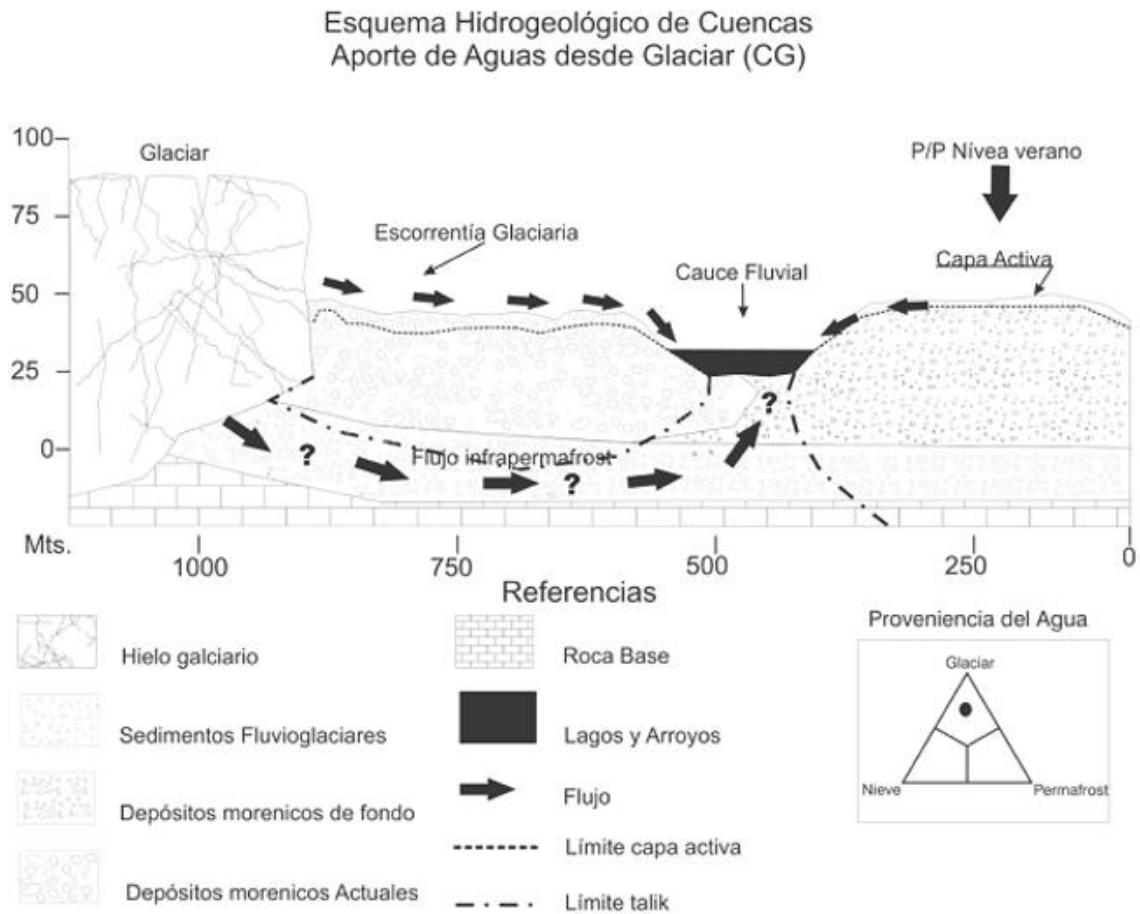 Esquema Hidrogeológico de Cuencas
Aporte de Aguas desde Glaciar (CG)
100
75
50
25
0
Glaciar
P/P Nívea verano
Escorrentía Glaciaria
Cauce Fluvial
Capa Activa
?
?
?
Flujo infrapermafrost
Mts.
1000
750
500
250
0
Referencias
Hielo galciario
Sedimentos Fluvioglaciares
Depósitos morenicos de fondo
Depósitos morenicos Actuales
Roca Base
Lagos y Arroyos
Flujo
Límite capa activa
Límite talik
Proveniencia del Agua
Glaciar
Nieve
Permafrost